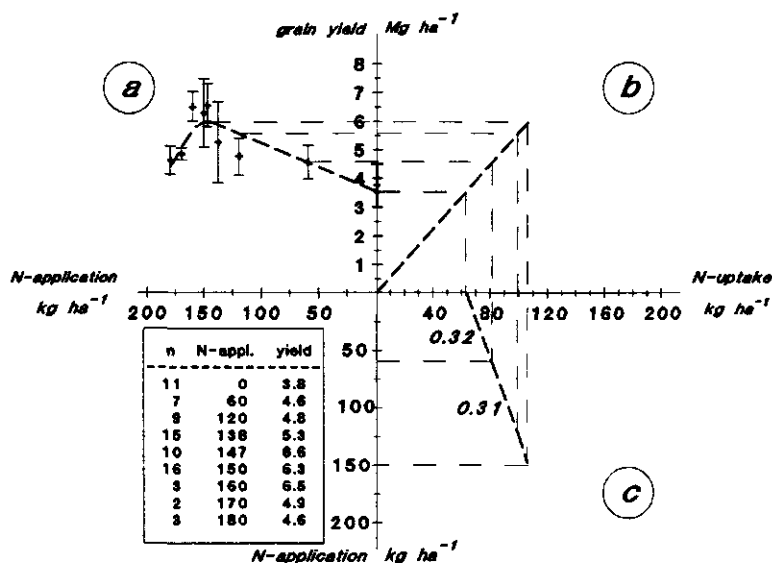 grain yield Mg ha⁻¹
a
b
8
7
6
5
4
3
2
1
N-application
kg ha⁻¹
N-uptake
kg ha⁻¹
200 150 100 50
40 80 120 160 200
n N-appl. yield
11 0 3.8
7 60 4.6
9 120 4.8
15 138 5.3
10 147 6.6
16 150 6.3
3 160 6.5
2 170 4.9
3 180 4.6
0.32
0.31
50
100
150
200
c
N-application kg ha⁻¹